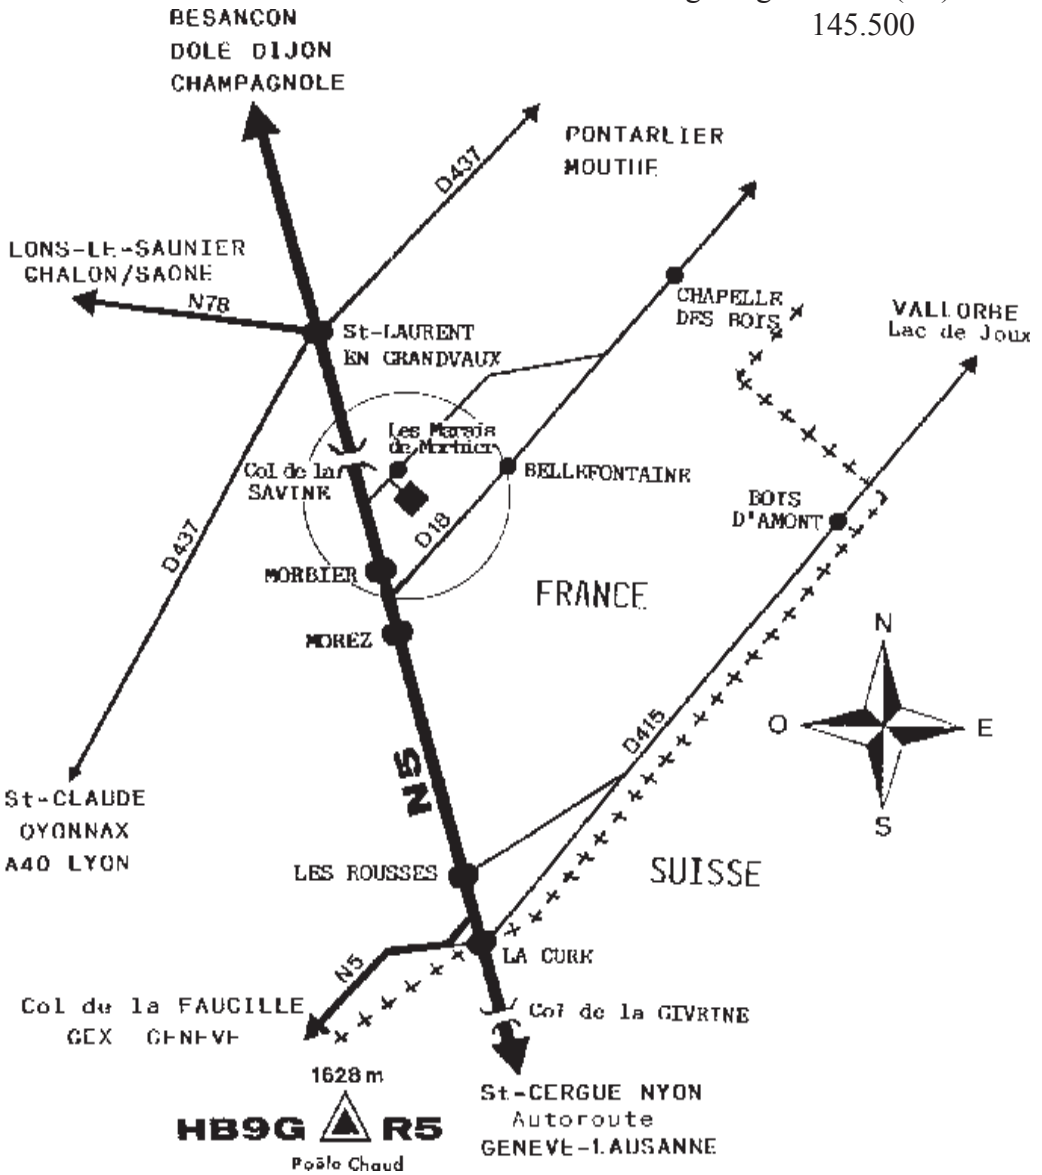 145.500
BESANCON
DOLE DIJON
CHAMPAGNOLE
PONTARLIER
MOUTHE
D437
LONS-LE-SAUNIER
CHALON/SAONE
N78
CHAPELLE
DES BOIS
VALLORBE
Lac de Joux
St-LAURENT
EN GRANDVAUX
Les Marais
de Morbier
Col de la
SAVINE
BELLEFONTAINE
BOIS
D'AMONT
D437
D18
MORBIER
FRANCE
MOREZ
N
O
E
S
D415
N5
St-CLAUDE
OYONNAX
A40 LYON
LES ROUSSES
SUISSE
LA CURE
N5
Col de la FAUCILLE
GEX GENEVE
Col de la GIVRINE
1628 m
HB9G R5
Poële Chaud
St-CERGUE NYON
Autoroute
GENEVE-LAUSANNE